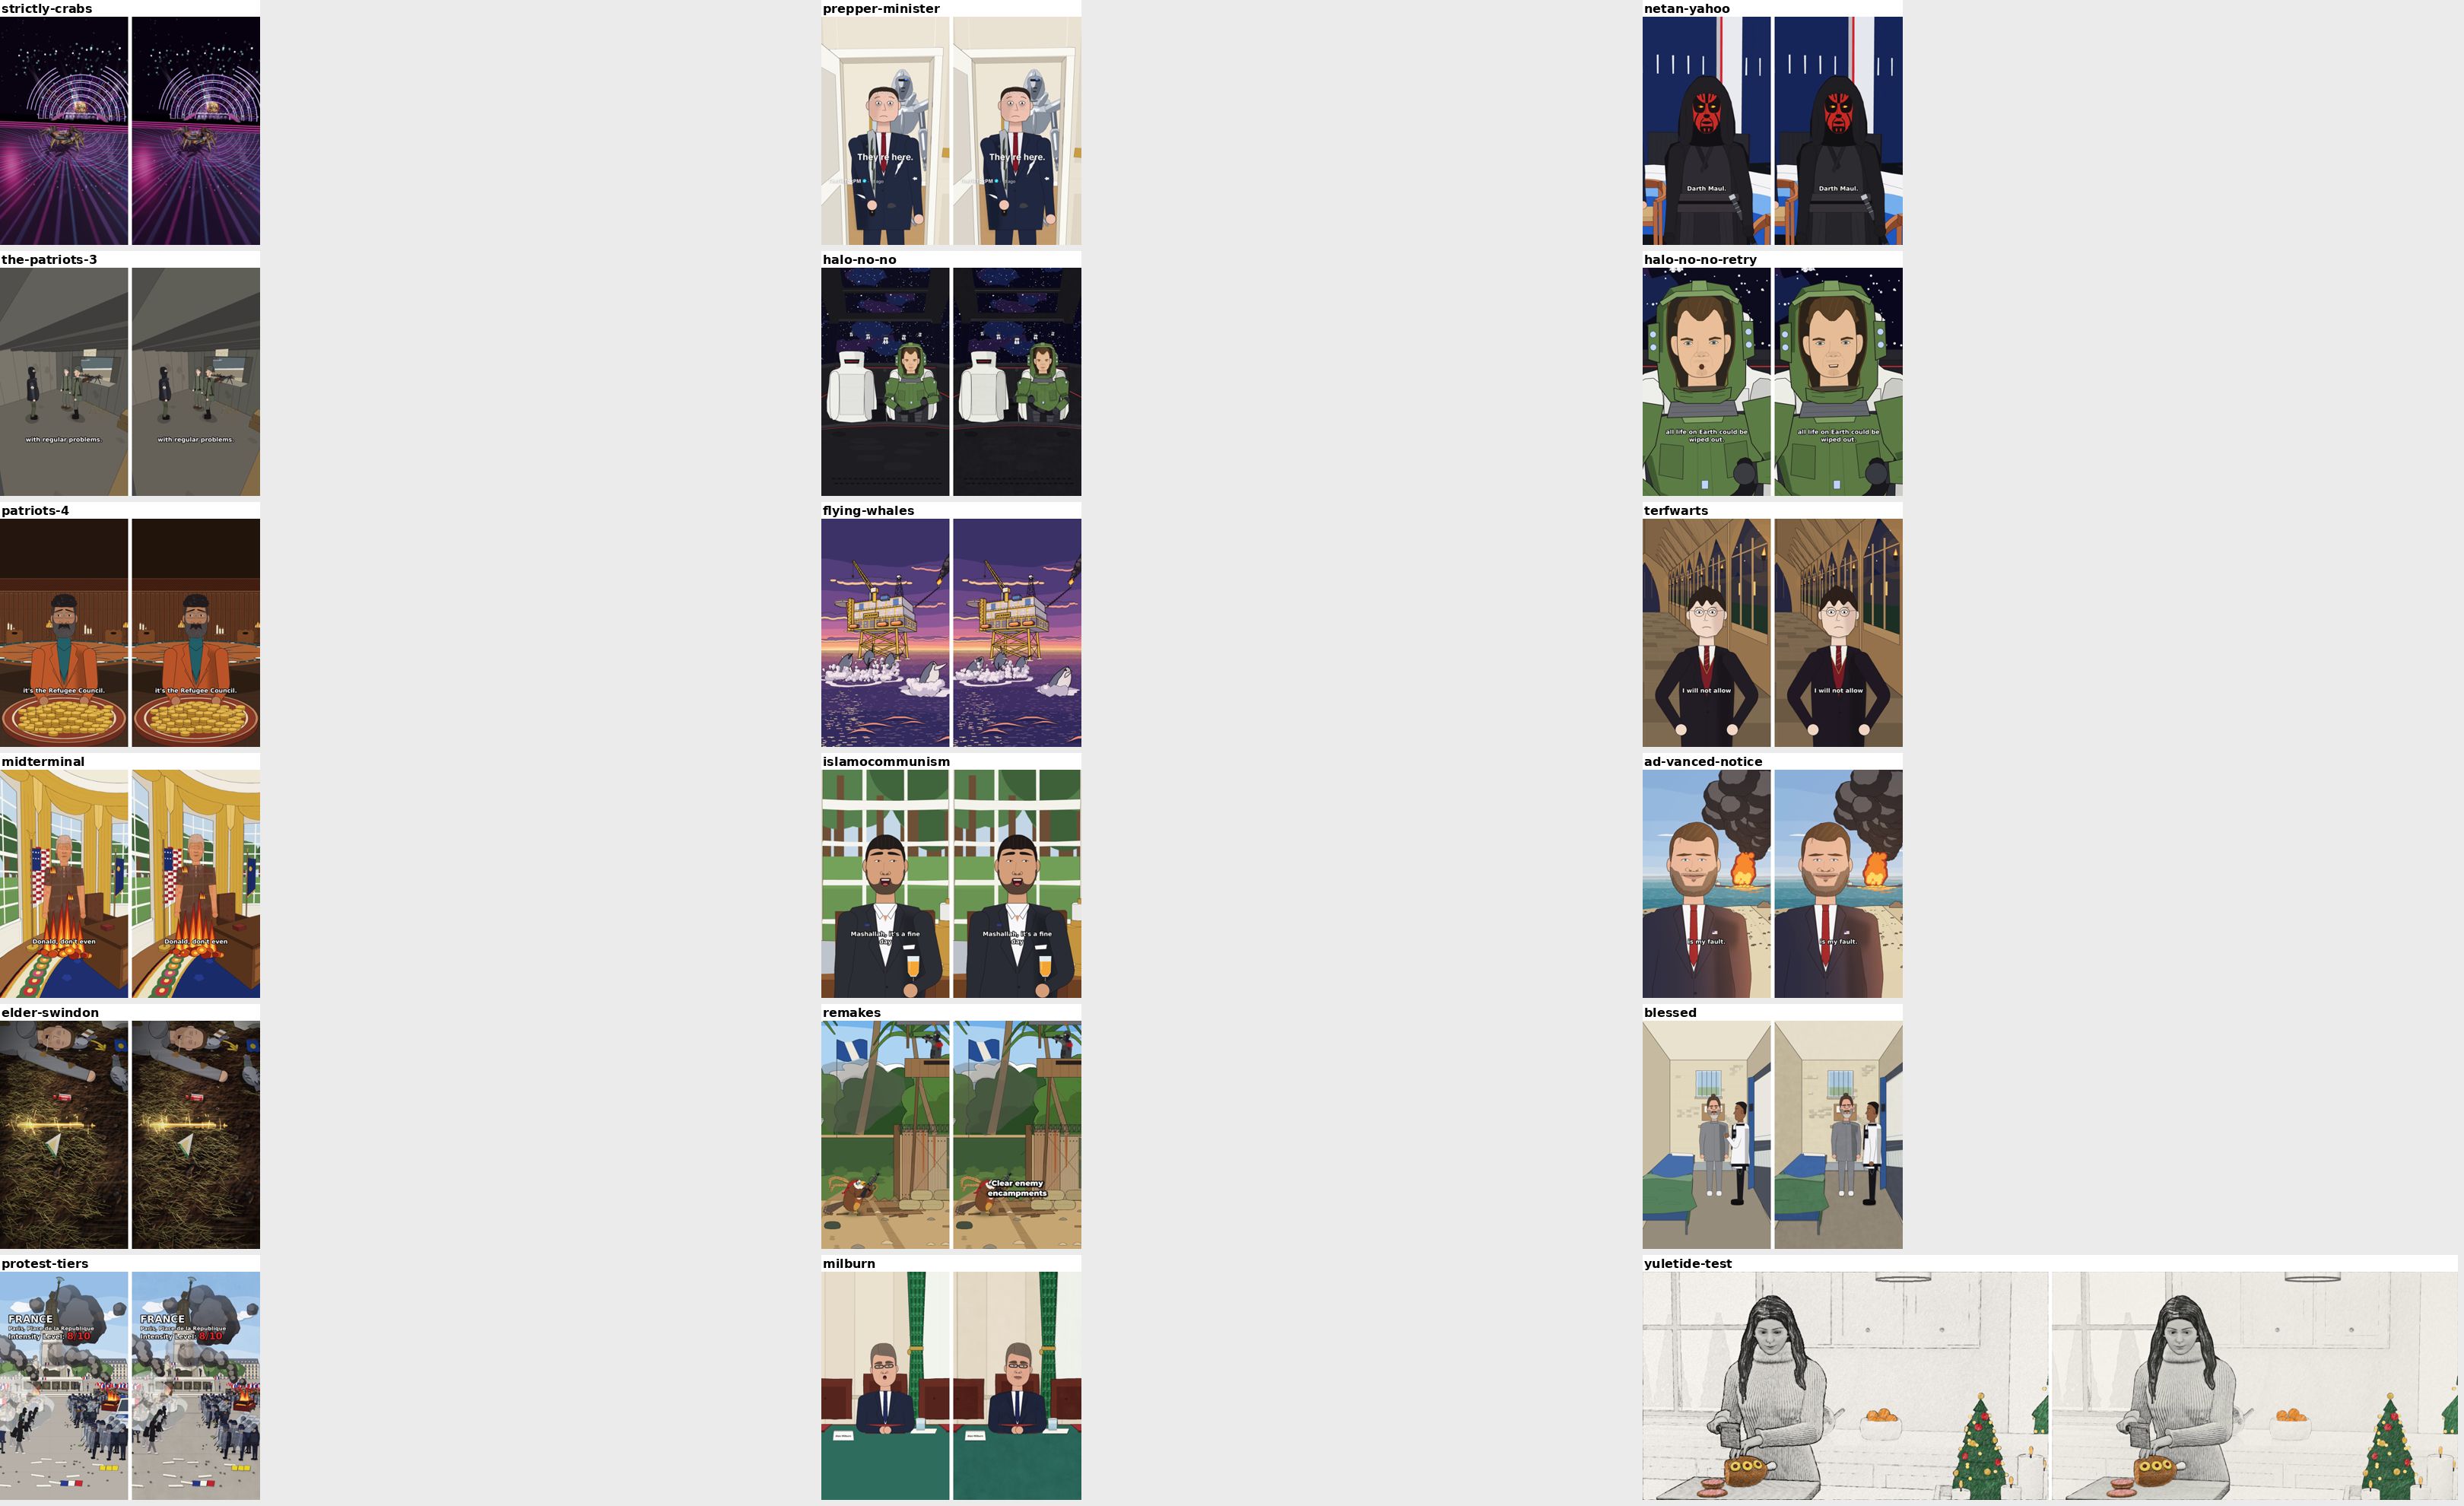 strictly-crabs
prepper-minister
They're here.
They're here.
PM
PM
netan-yahoo
Darth Maul.
Darth Maul.
the-patriots-3
with regular problems.
with regular problems.
halo-no-no
halo-no-no-retry
all life on Earth could be
wiped out.
all life on Earth could be
wiped out.
patriots-4
it's the Refugee Council.
it's the Refugee Council.
flying-whales
terfwarts
I will not allow
I will not allow
midterminal
Donald, don't even
Donald, don't even
islamocommunism
Mashallah, it's a fine
day
Mashallah, it's a fine
day
ad-vanced-notice
is my fault.
is my fault.
elder-swindon
remakes
Clear enemy
encampments
blessed
protest-tiers
FRANCE
Paris, Place de la République
Intensity Level: 8/10
FRANCE
Paris, Place de la République
Intensity Level: 8/10
milburn
yuletide-test